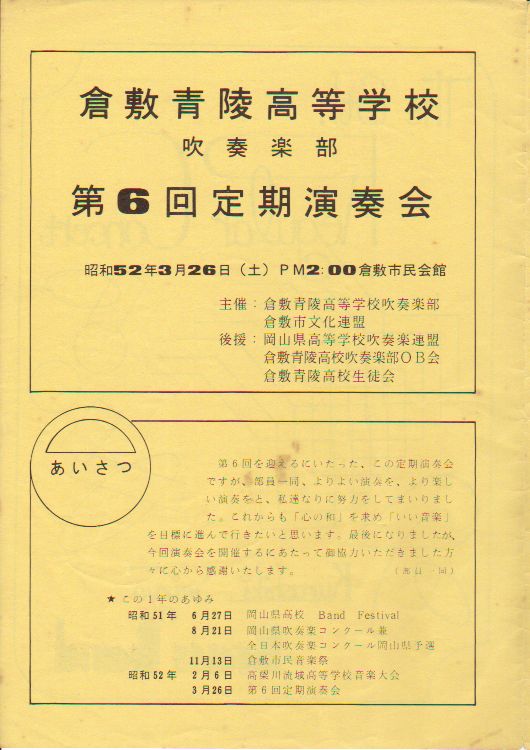 倉敷青陵高等学校
吹奏楽部
第6回定期演奏会
昭和52年3月26日(土) PM2:00倉敷市民会館
主催:倉敷青陵高等学校吹奏楽部
倉敷市文化連盟
後援:岡山県高等学校吹奏楽連盟
倉敷青陵高校吹奏楽部OB会
倉敷青陵高校生徒会
あいさつ
第6回を迎えるにいたった、この定期演奏会
ですが、部員一同、よりよい演奏を、より楽し
い演奏をと、私達なりに努力をしてまいりまし
た。これからも「心の和」を求め「いい音楽」
を目標に進んで行きたいと思います。最後になりましたが、
今回演奏会を開催するにあたって御協力いただきました方
々に心から感謝いたします。 (部員一同)
★この1年のあゆみ
昭和51年 6月27日 岡山県高校 Band Festival
8月21日 岡山県吹奏楽コンクール兼
全日本吹奏楽コンクール岡山県予選
11月13日 倉敷市民音楽祭
昭和52年 2月6日 高梁川流域高等学校音楽大会
3月26日 第6回定期演奏会